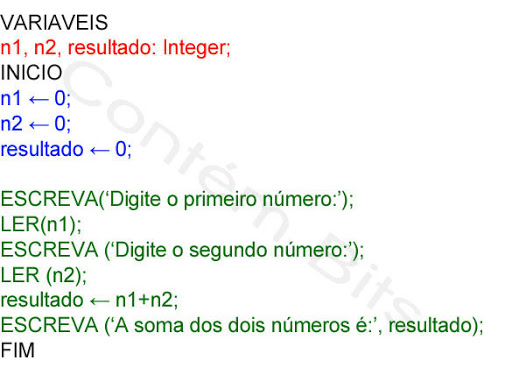 VARIAVEIS
n1, n2, resultado: Integer;
INICIO
n1 ← 0;
n2 ← 0;
resultado ← 0;
ESCREVA(‘Digite o primeiro número:’);
LER(n1);
ESCREVA (‘Digite o segundo número:’);
LER (n2);
resultado ← n1+n2;
ESCREVA (‘A soma dos dois números é:’, resultado);
FIM
Contém Bits